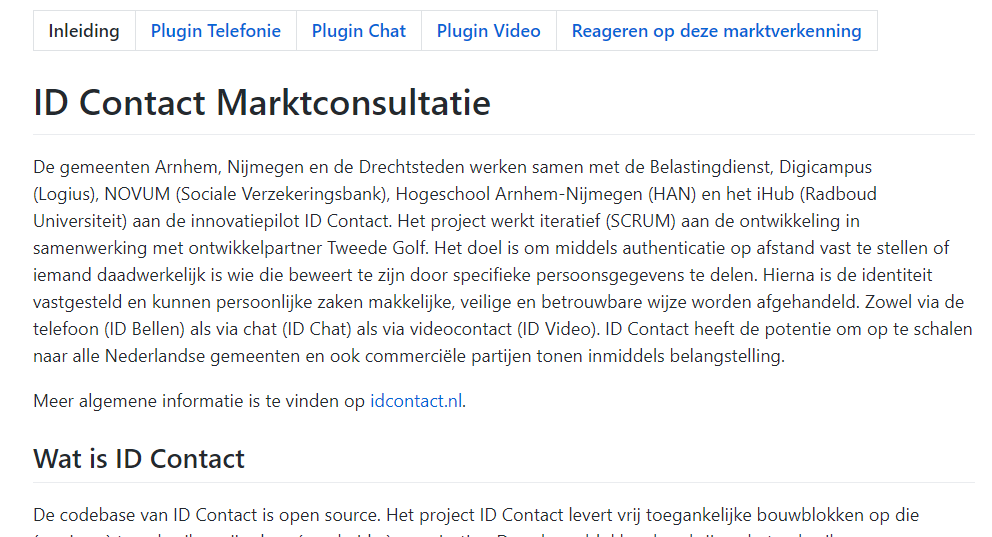 Inleiding Plugin Telefonie Plugin Chat Plugin Video Reageren op deze marktverkenning
ID Contact Marktconsultatie
De gemeenten Arnhem, Nijmegen en de Drechtsteden werken samen met de Belastingdienst, Digicampus
(Logius), NOVUM (Sociale Verzekeringsbank), Hogeschool Arnhem-Nijmegen (HAN) en het iHub (Radboud
Universiteit) aan de innovatiepilot ID Contact. Het project werkt iteratief (SCRUM) aan de ontwikkeling in
samenwerking met ontwikkelpartner Tweede Golf. Het doel is om middels authenticatie op afstand vast te stellen of
iemand daadwerkelijk is wie die beweert te zijn door specifieke persoonsgegevens te delen. Hierna is de identiteit
vastgesteld en kunnen persoonlijke zaken makkelijke, veilige en betrouwbare wijze worden afgehandeld. Zowel via de
telefoon (ID Bellen) als via chat (ID Chat) als via videocontact (ID Video). ID Contact heeft de potentie om op te schalen
naar alle Nederlandse gemeenten en ook commerciële partijen tonen inmiddels belangstelling.
Meer algemene informatie is te vinden op idcontact.nl.
Wat is ID Contact
De codebase van ID Contact is open source. Het project ID Contact levert vrij toegankelijke bouwblokken op die